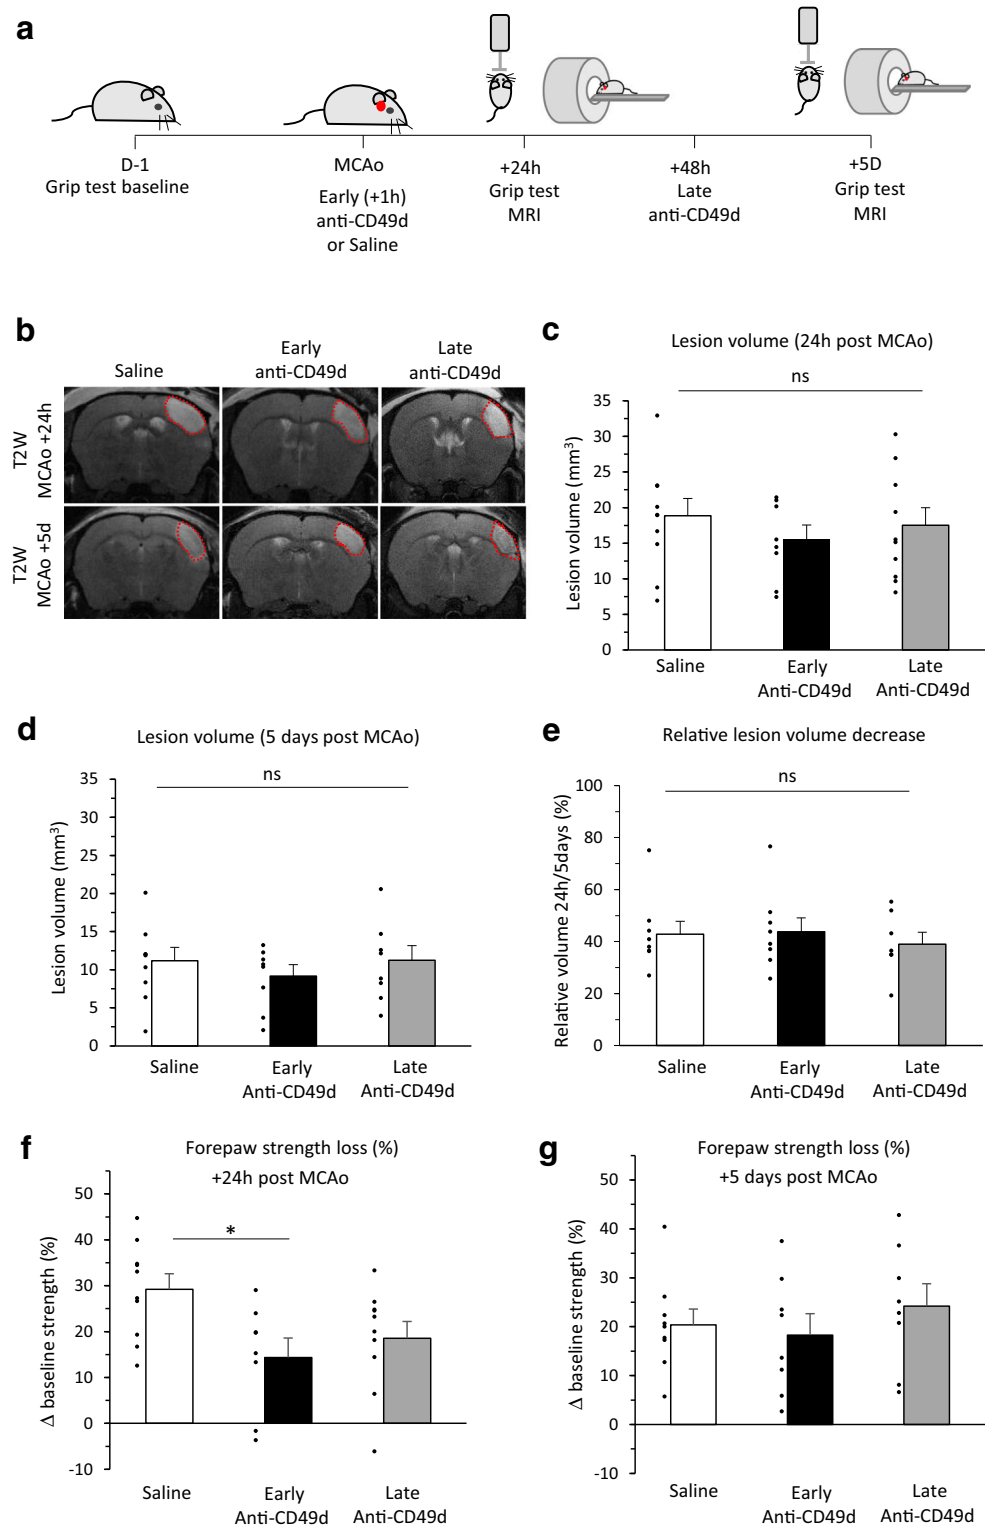 a
D-1
Grip test baseline
MCAo
Early (+1h)
anti-CD49d
or Saline
+24h
Grip test
MRI
+48h
Late
anti-CD49d
+5D
Grip test
MRI
b
Saline
Early
anti-CD49d
Late
anti-CD49d
T2W
MCAo +24h
T2W
MCAo +5d
c
Lesion volume (24h post MCAo)
ns
Lesion volume (mm³)
35
30
25
20
15
10
5
0
Saline
Early
Anti-CD49d
Late
Anti-CD49d
d
Lesion volume (5 days post MCAo)
ns
Lesion volume (mm³)
35
30
25
20
15
10
5
0
Saline
Early
Anti-CD49d
Late
Anti-CD49d
e
Relative lesion volume decrease
ns
Relative volume 24h/5days (%)
100
80
60
40
20
0
Saline
Early
Anti-CD49d
Late
Anti-CD49d
f
Forepaw strength loss (%)
+24h post MCAo
*
Δ baseline strength (%)
50
40
30
20
10
0
-10
Saline
Early
Anti-CD49d
Late
Anti-CD49d
g
Forepaw strength loss (%)
+5 days post MCAo
Δ baseline strength (%)
50
40
30
20
10
0
-10
Saline
Early
Anti-CD49d
Late
Anti-CD49d